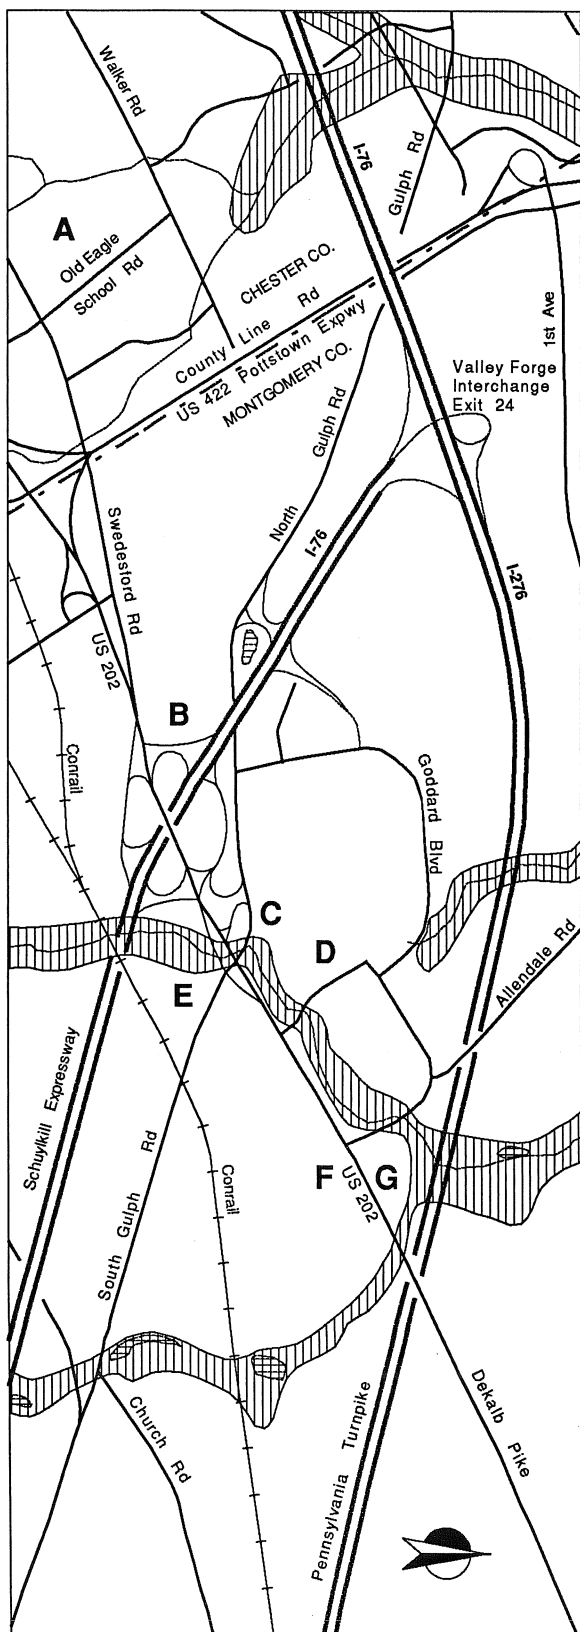 Walker Rd
I-76
Gulph Rd
A
Old Eagle
School Rd
CHESTER CO.
County Line Rd
US 422 Pottstown Expwy
MONTGOMERY CO.
1st Ave
Valley Forge
Interchange
Exit 24
North Gulph Rd
I-76
I-276
Swedesford Rd
US 202
B
Conrail
Goddard Blvd
C
D
E
Allendale Rd
Schuylkill Expressway
South Gulph Rd
Conrail
F
US 202
G
Church Rd
Pennsylvania Turnpike
Dekalb Pike